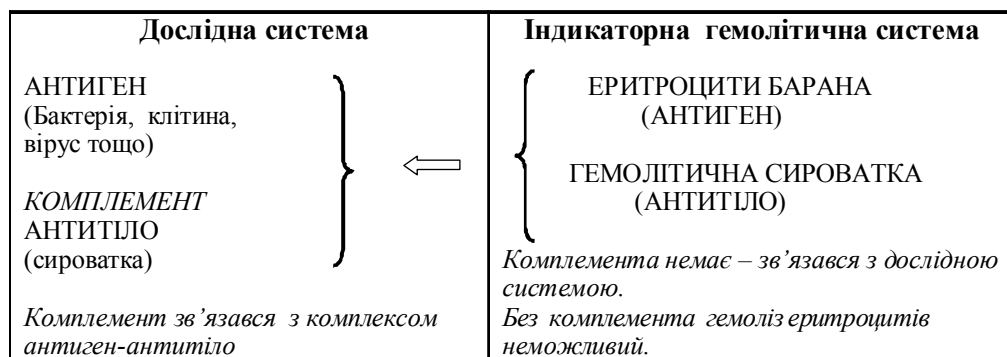 Дослідна система
АНТИГЕН
(Бактерія, клітина,
вірус тощо)
КОМПЛЕМЕНТ
АНТИТІЛО
(сироватка)
Комплемент зв’язався з комплексом
антиген-антитіло
Індикаторна гемолітична система
ЕРИТРОЦИТИ БАРАНА
(АНТИГЕН)
ГЕМОЛІТИЧНА СИРОВАТКА
(АНТИТІЛО)
Комплемента немає – зв’язався з дослідною
системою.
Без комплемента гемоліз еритроцитів
неможливий.